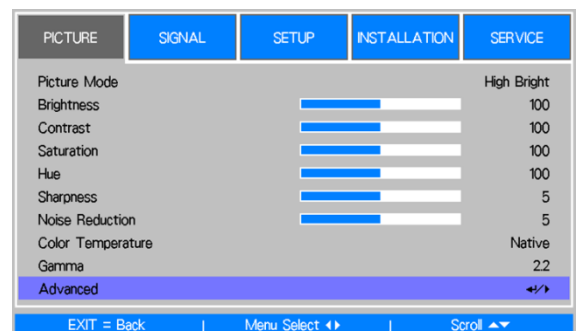 PICTURE SIGNAL SETUP INSTALLATION SERVICE
Picture Mode High Bright
Brightness 100
Contrast 100
Saturation 100
Hue 100
Sharpness 5
Noise Reduction 5
Color Temperature Native
Gamma 2.2
Advanced ↵/▶
EXIT = Back | Menu Select ◀▶ | Scroll ▲▼